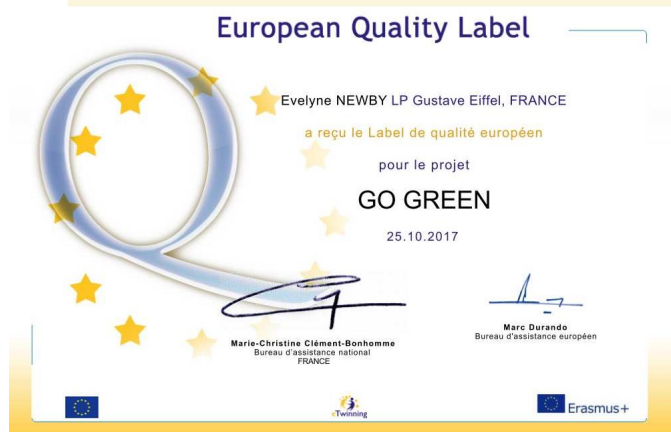 European Quality Label
Evelyne NEWBY LP Gustave Eiffel, FRANCE
a reçu le Label de qualité européen
pour le projet
GO GREEN
25.10.2017
Marie-Christine Clément-Bonhomme
Bureau d'assistance national
FRANCE
Marc Durando
Bureau d'assistance européen
eTwinning
Erasmus+